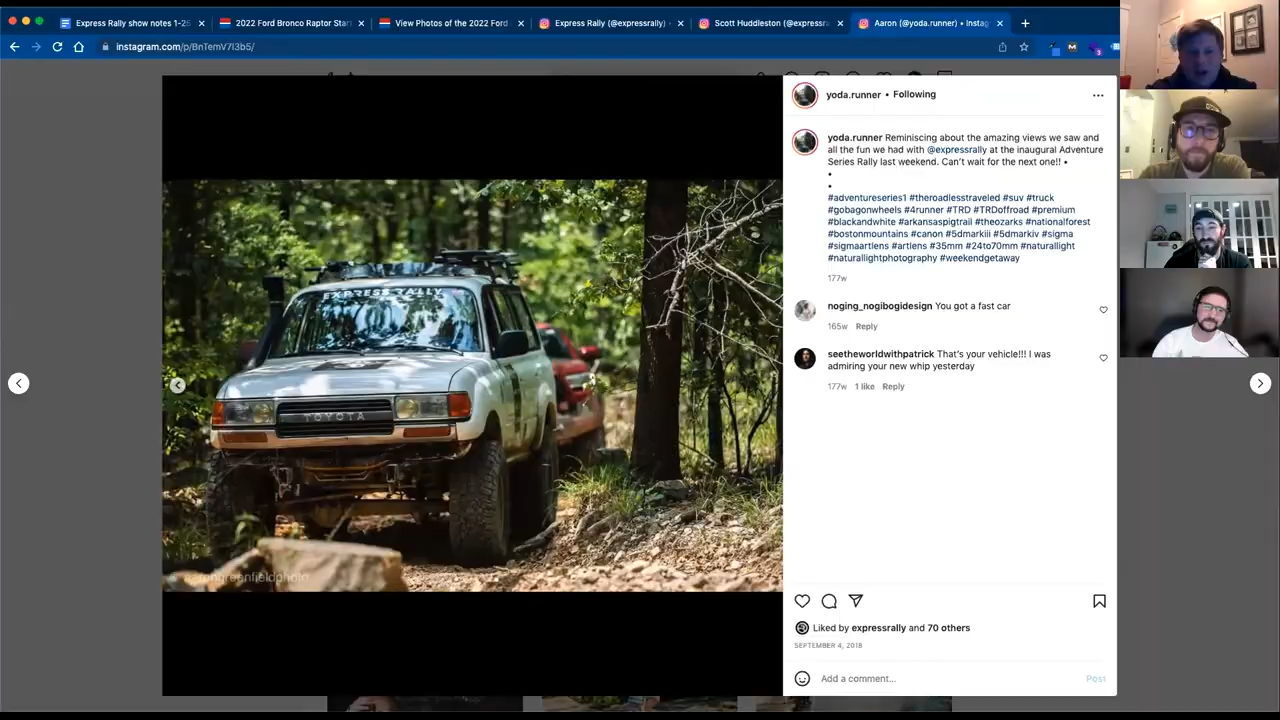 Express Rally show notes 1-26
2022 Ford Bronco Raptor Star
View Photos of the 2022 Ford
Express Rally (@expressrally)
Scott Huddleston (@expressra
Aaron (@yoda.runner) • Instag
instagram.com/p/BnTemV7I3b5/
yoda.runner • Following
yoda.runner Reminiscing about the amazing views we saw and
all the fun we had with @expressrally at the inaugural Adventure
Series Rally last weekend. Can't wait for the next one!! •
•
•
#adventureseries1 #theroadlesstraveled #suv #truck
#gobagonwheels #4runner #TRD #TRDoffroad #premium
#blackandwhite #arkansaspigtrail #theozarks #nationalforest
#bostonmountains #canon #5dmarkiii #5dmarkiv #sigma
#sigmaartlens #artlens #35mm #24to70mm #naturallight
#naturallightphotography #weekendgetaway
177w
noging_nogibogidesign You got a fast car
165w Reply
seetheworldwithpatrick That's your vehicle!!! I was
admiring your new whip yesterday
177w 1 like Reply
EXPRESS RALLY
TOYOTA
aarongreenfieldphoto
Liked by expressrally and 70 others
SEPTEMBER 4, 2018
Add a comment...
Post